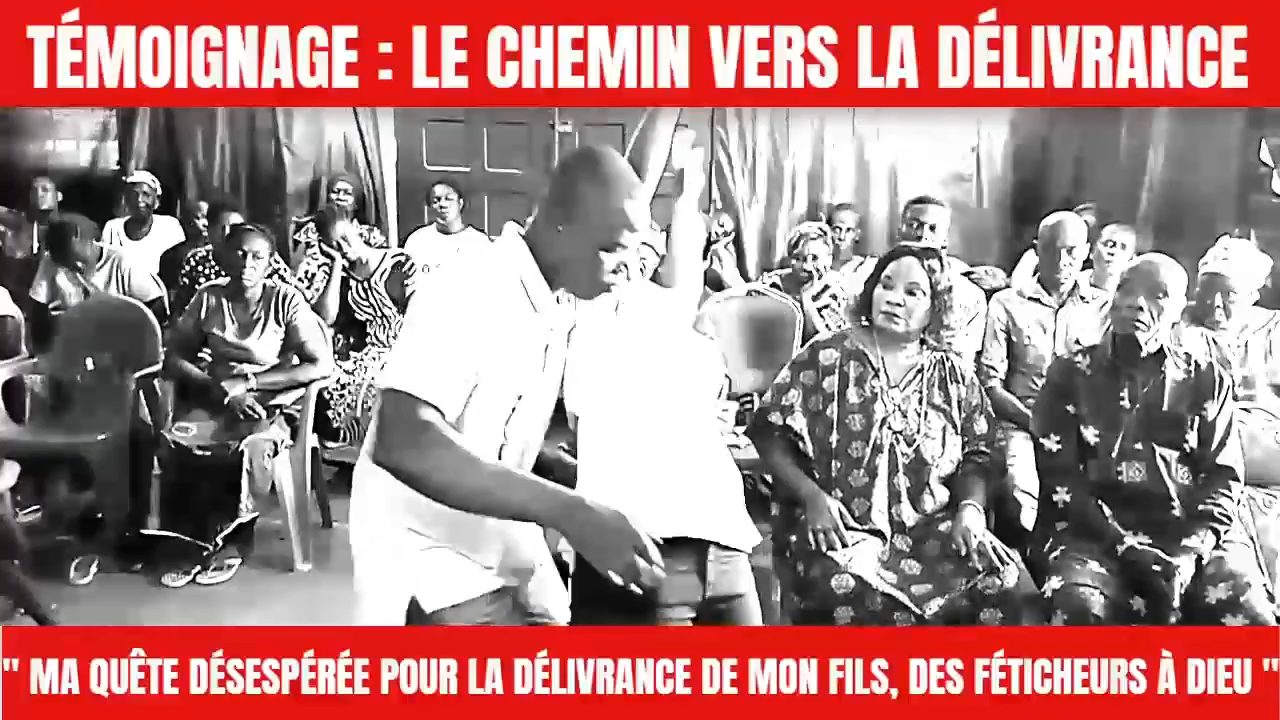 TÉMOIGNAGE : LE CHEMIN VERS LA DÉLIVRANCE
" MA QUÊTE DÉSESPÉRÉE POUR LA DÉLIVRANCE DE MON FILS, DES FÉTICHEURS À DIEU "